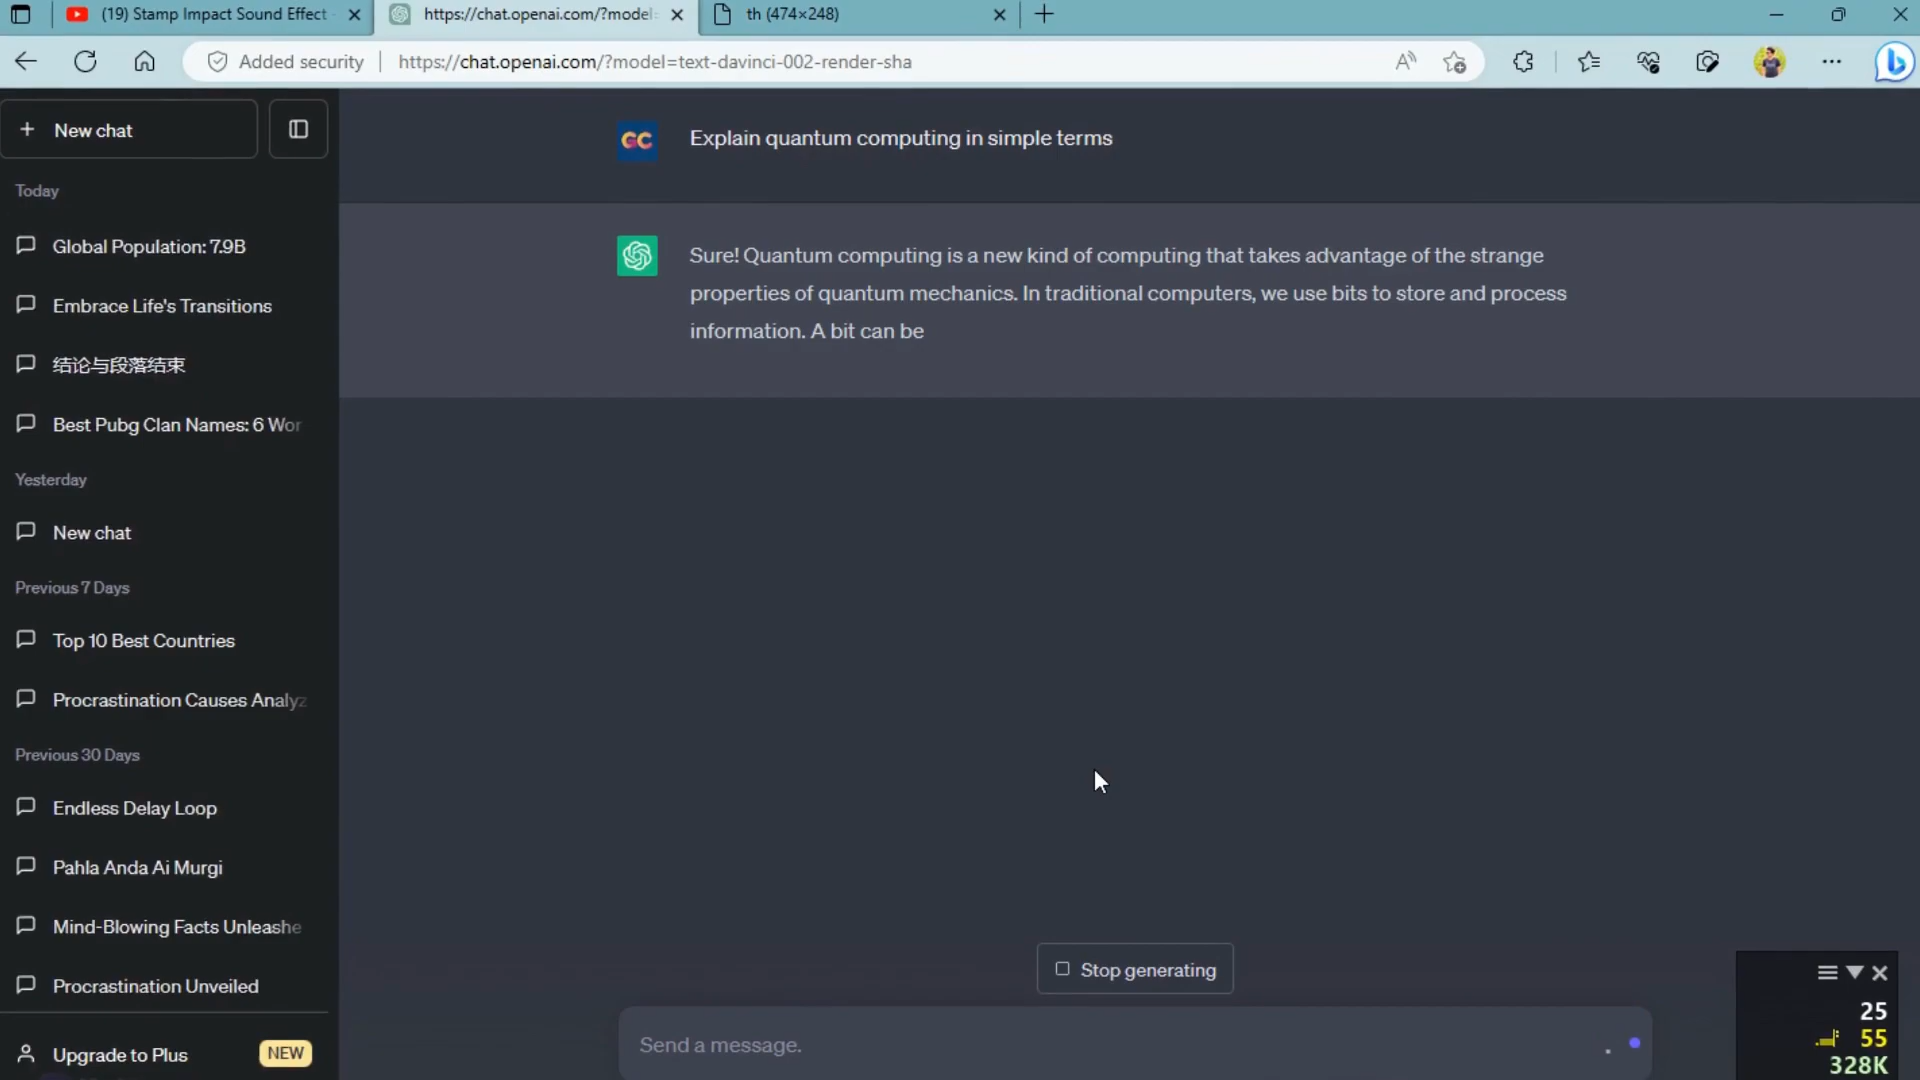 (19) Stamp Impact Sound Effect
https://chat.openai.com/?model=
th (474×248)
Added security
https://chat.openai.com/?model=text-davinci-002-render-sha
New chat
Today
Global Population: 7.9B
Embrace Life's Transitions
结论与段落结束
Best Pubg Clan Names: 6 Wor
Yesterday
New chat
Previous 7 Days
Top 10 Best Countries
Procrastination Causes Analyz
Previous 30 Days
Endless Delay Loop
Pahla Anda Ai Murgi
Mind-Blowing Facts Unleashe
Procrastination Unveiled
Upgrade to Plus
NEW
GC
Explain quantum computing in simple terms
Sure! Quantum computing is a new kind of computing that takes advantage of the strange
properties of quantum mechanics. In traditional computers, we use bits to store and process
information. A bit can be
Stop generating
Send a message.
25
55
328K